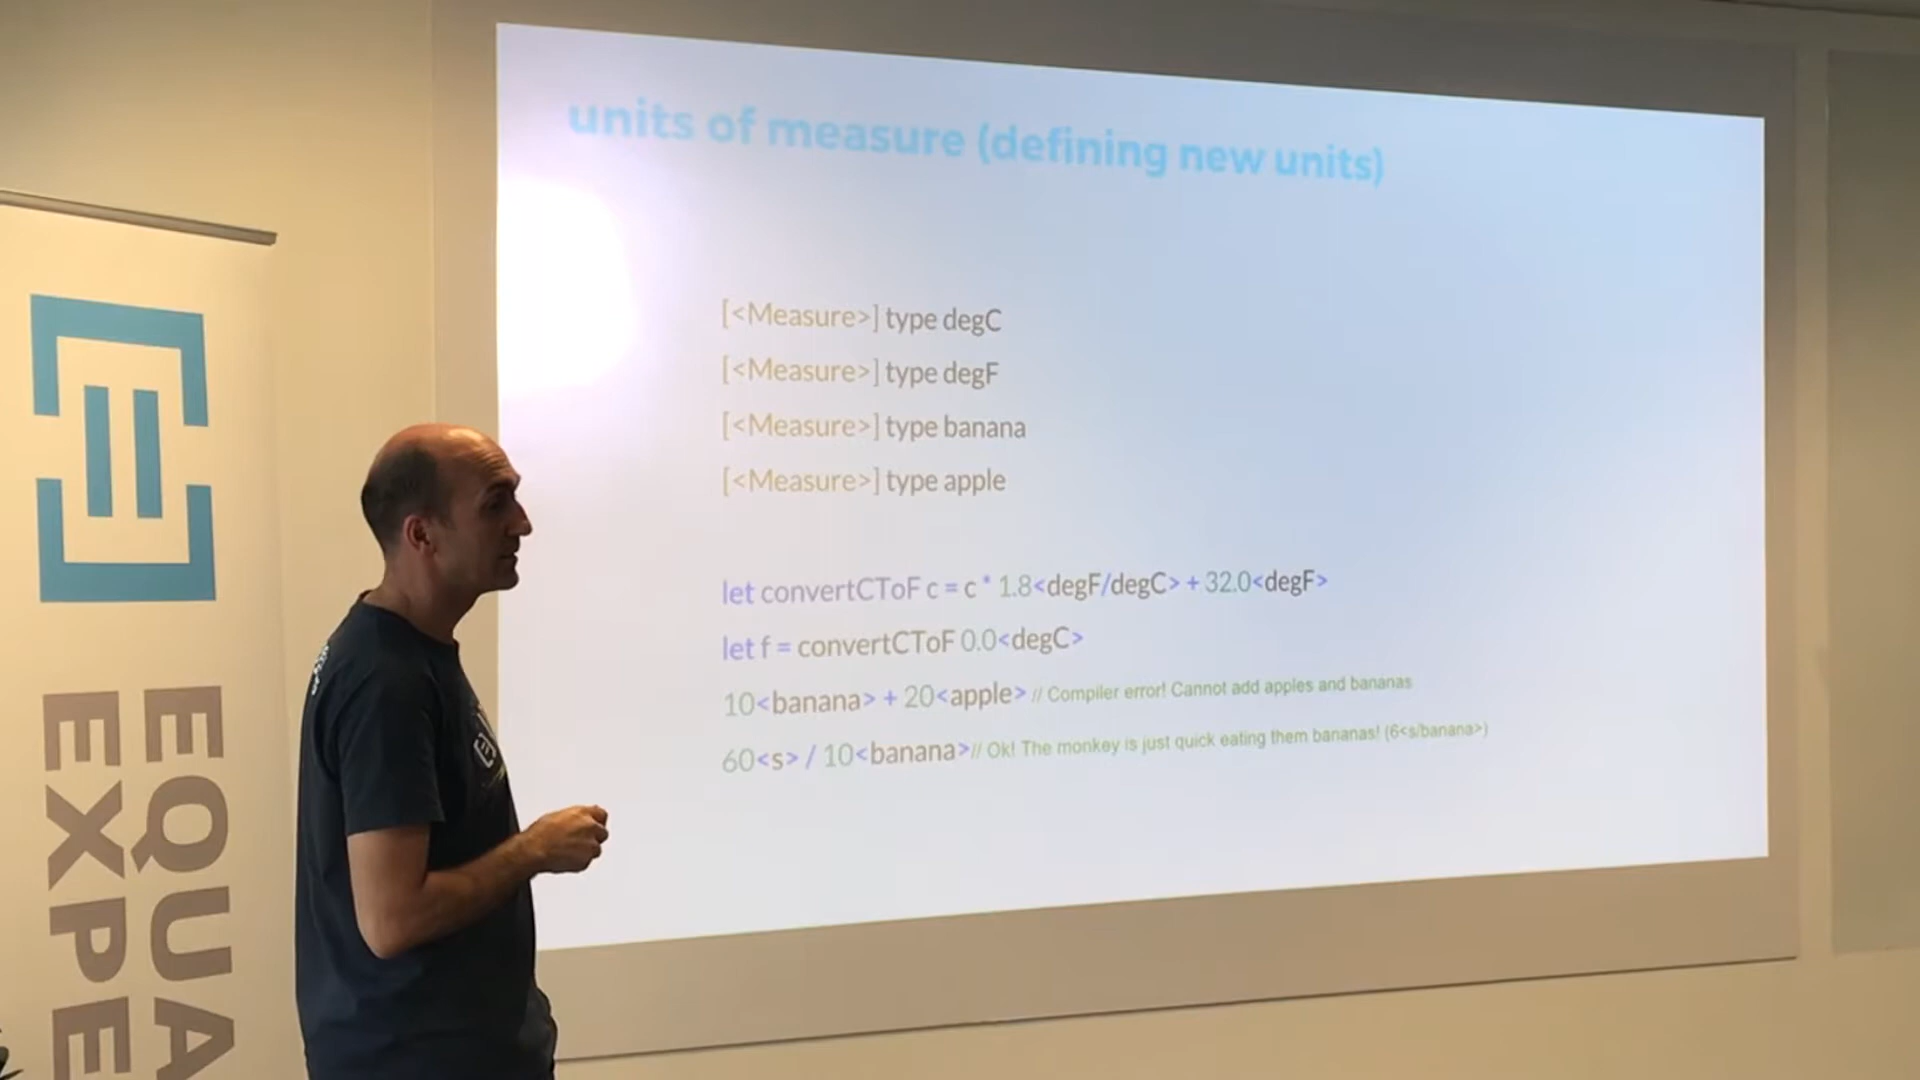 units of measure (defining new units)
[<Measure>] type degC
[<Measure>] type degF
[<Measure>] type banana
[<Measure>] type apple
let convertCToF c = c * 1.8<degF/degC> + 32.0<degF>
let f = convertCToF 0.0<degC>
10<banana> + 20<apple> // Compiler error! Cannot add apples and bananas
60<s> / 10<banana>// Ok! The monkey is just quick eating them bananas! (6<s/banana>)
EQUA
EXPE